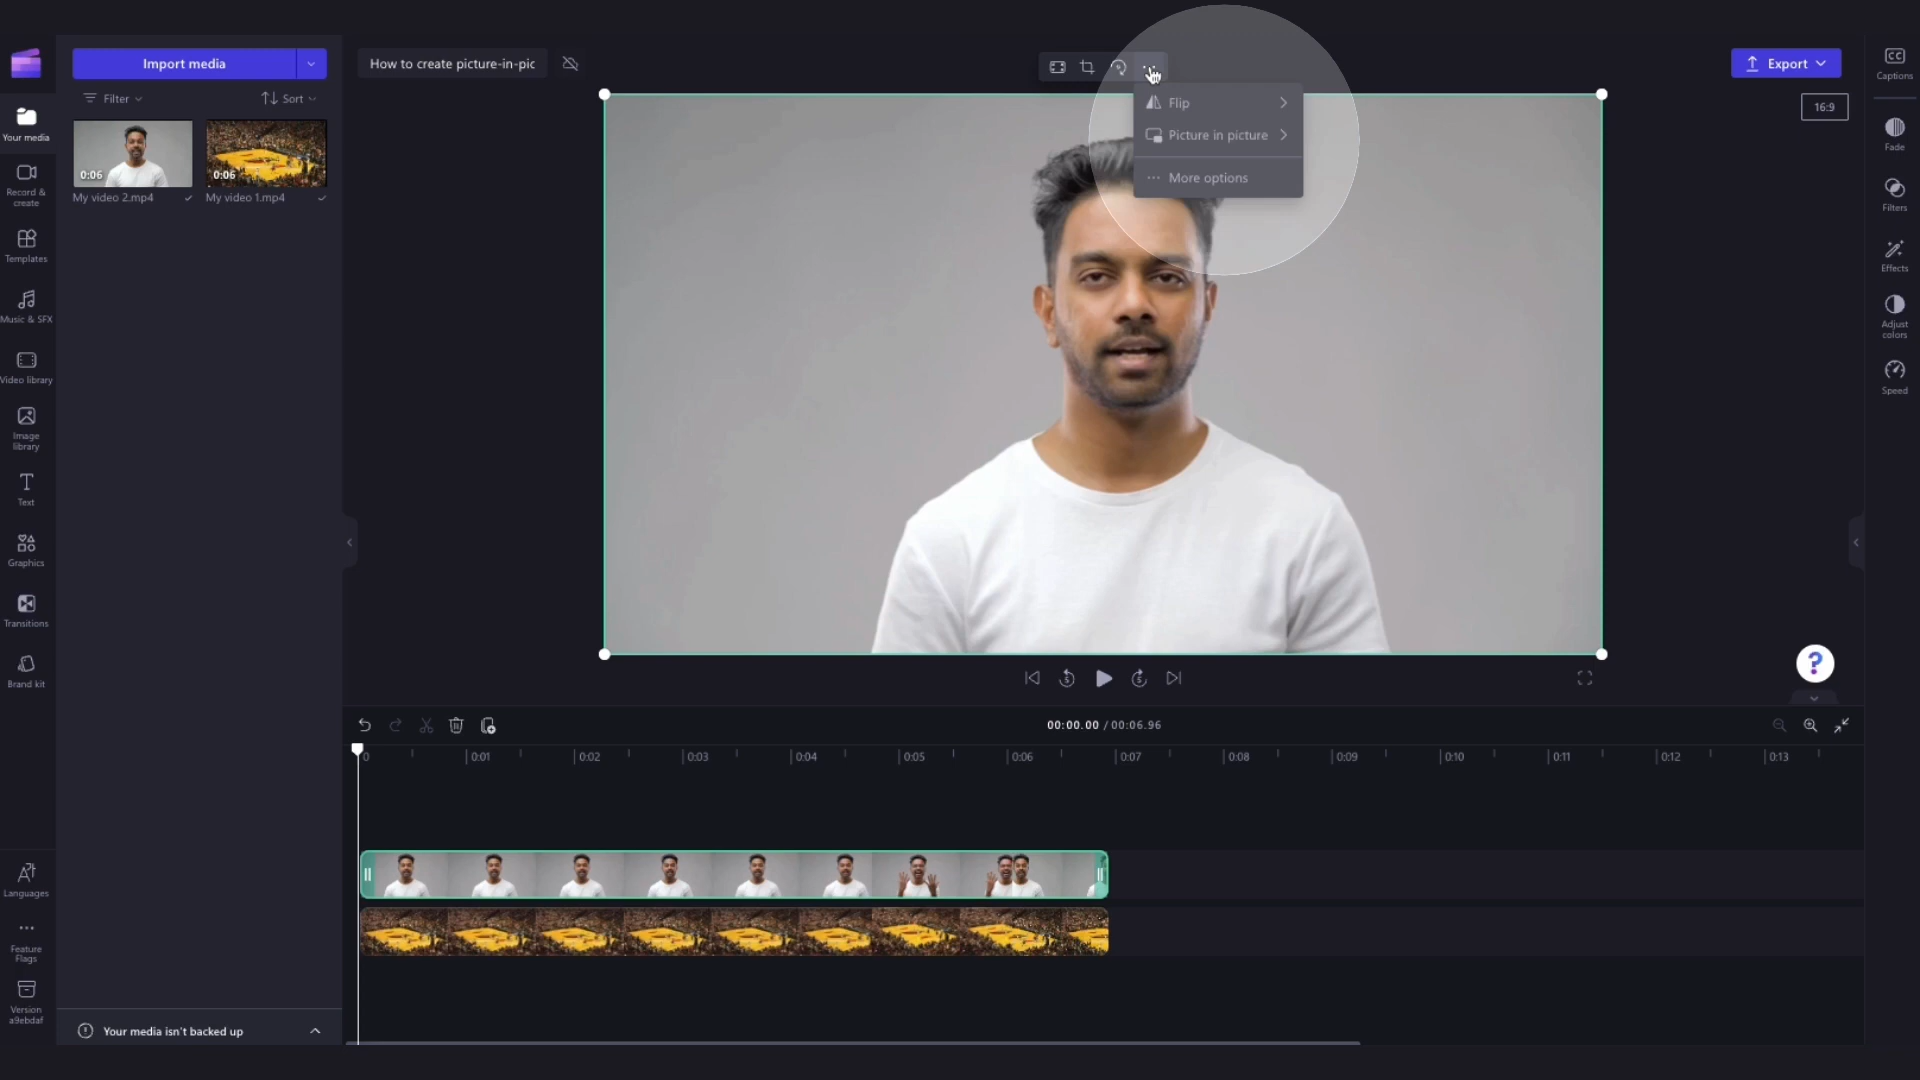 Import media
How to create picture-in-pic
Export
CC
Captions
Filter
Sort
16:9
Your media
0:06
0:06
My video 2.mp4
My video 1.mp4
Flip
Picture in picture
More options
Fade
Record &
create
Filters
Templates
Effects
Music & SFX
Adjust
colors
Video library
Speed
Image
library
Text
Graphics
Transitions
Brand kit
5
5
?
00:00.00 / 00:06.96
0
0:01
0:02
0:03
0:04
0:05
0:06
0:07
0:08
0:09
0:10
0:11
0:12
0:13
Languages
Feature
Flags
Version
a9ebdaf
Your media isn't backed up